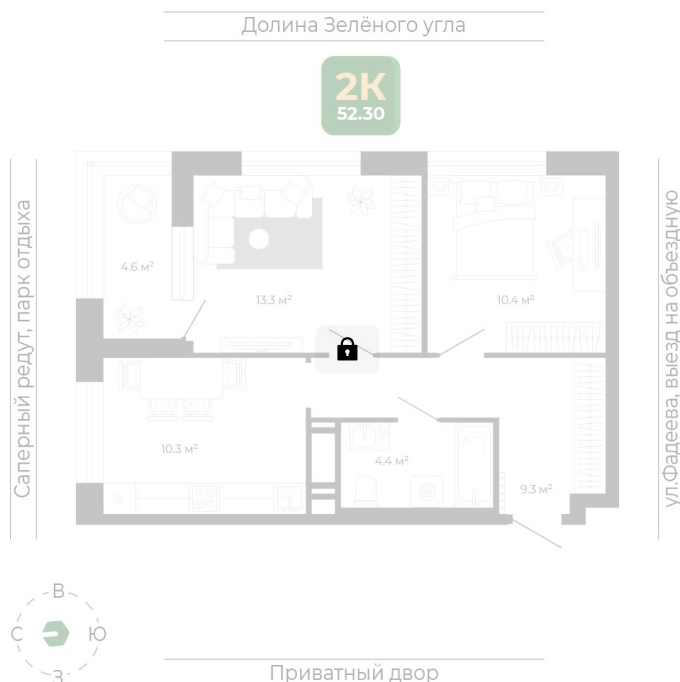 Долина Зелёного угла
2К
52.30
Саперный редут, парк отдыха
ул.Фадеева, выезд на объездную
4.6 м²
13.3 м²
10.4 м²
10.3 м²
4.4 м²
9.3 м²
В
С
Ю
З
Приватный двор